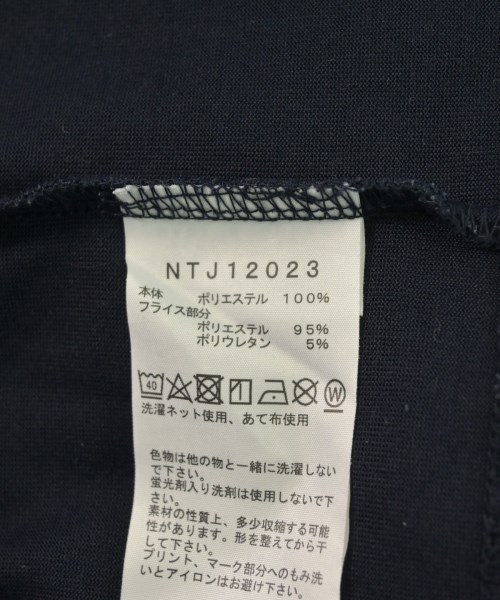 NTJ12023
本体 ポリエステル 100%
フライス部分
ポリエステル 95%
ポリウレタン 5%
40 W
洗濯ネット使用、あて布使用
色物は他の物と一緒に洗濯しない
で下さい。
蛍光剤入り洗剤は使用しないで下
さい。
素材の性質上、多少収縮する可能
性があります。形を整えてから干
して下さい。
プリント、マーク部分へのもみ洗
いとアイロンはお避け下さい。